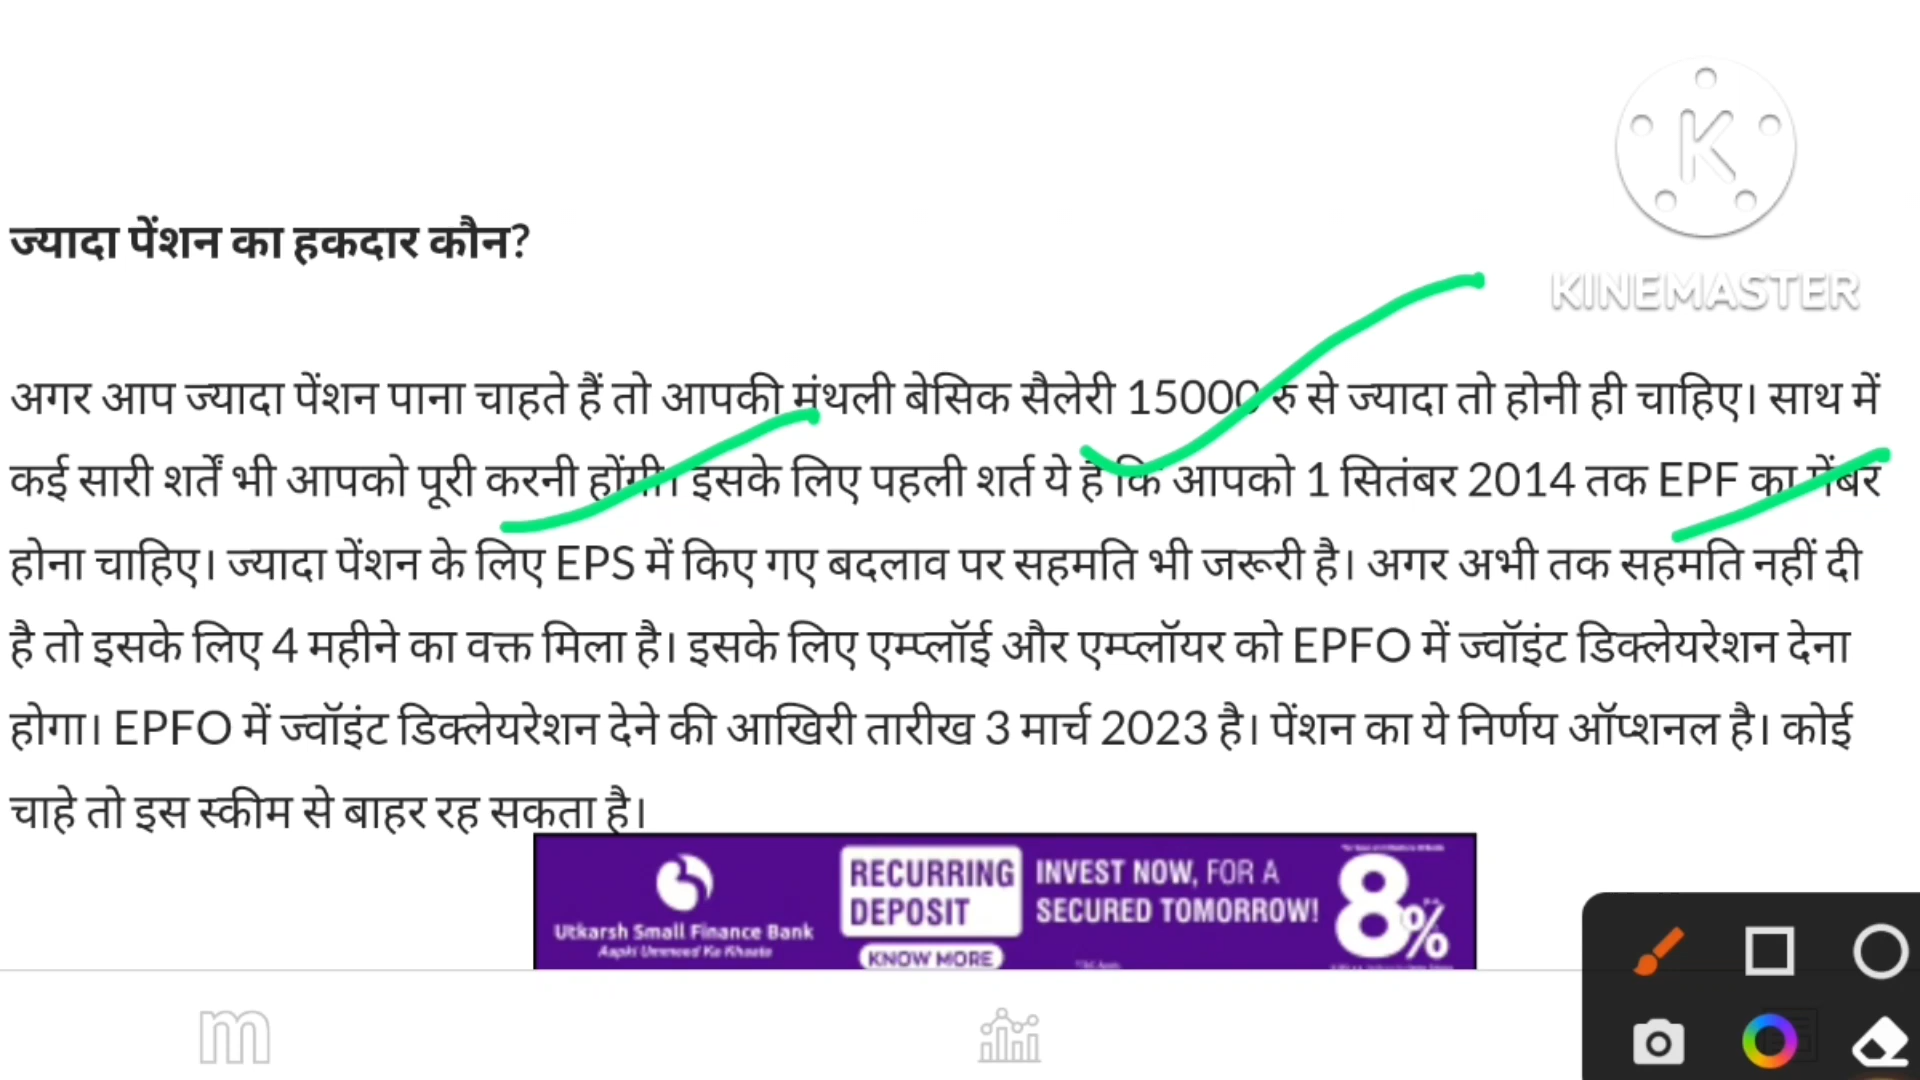 K
KINEMASTER
ज्यादा पेंशन का हकदार कौन?
अगर आप ज्यादा पेंशन पाना चाहते हैं तो आपकी मंथली बेसिक सैलेरी 15000 रु से ज्यादा तो होनी ही चाहिए। साथ में
कई सारी शर्तें भी आपको पूरी करनी होंगी। इसके लिए पहली शर्त ये है कि आपको 1 सितंबर 2014 तक EPF का मेंबर
होना चाहिए। ज्यादा पेंशन के लिए EPS में किए गए बदलाव पर सहमति भी जरूरी है। अगर अभी तक सहमति नहीं दी
है तो इसके लिए 4 महीने का वक्त मिला है। इसके लिए एम्प्लॉई और एम्प्लॉयर को EPFO में ज्वॉइंट डिक्लेयरेशन देना
होगा। EPFO में ज्वॉइंट डिक्लेयरेशन देने की आखिरी तारीख 3 मार्च 2023 है। पेंशन का ये निर्णय ऑप्शनल है। कोई
चाहे तो इस स्कीम से बाहर रह सकता है।
Utkarsh Small Finance Bank
Aapki Ummeed Ka Khaata
RECURRING
DEPOSIT
KNOW MORE
INVEST NOW, FOR A
SECURED TOMORROW!
8%
m